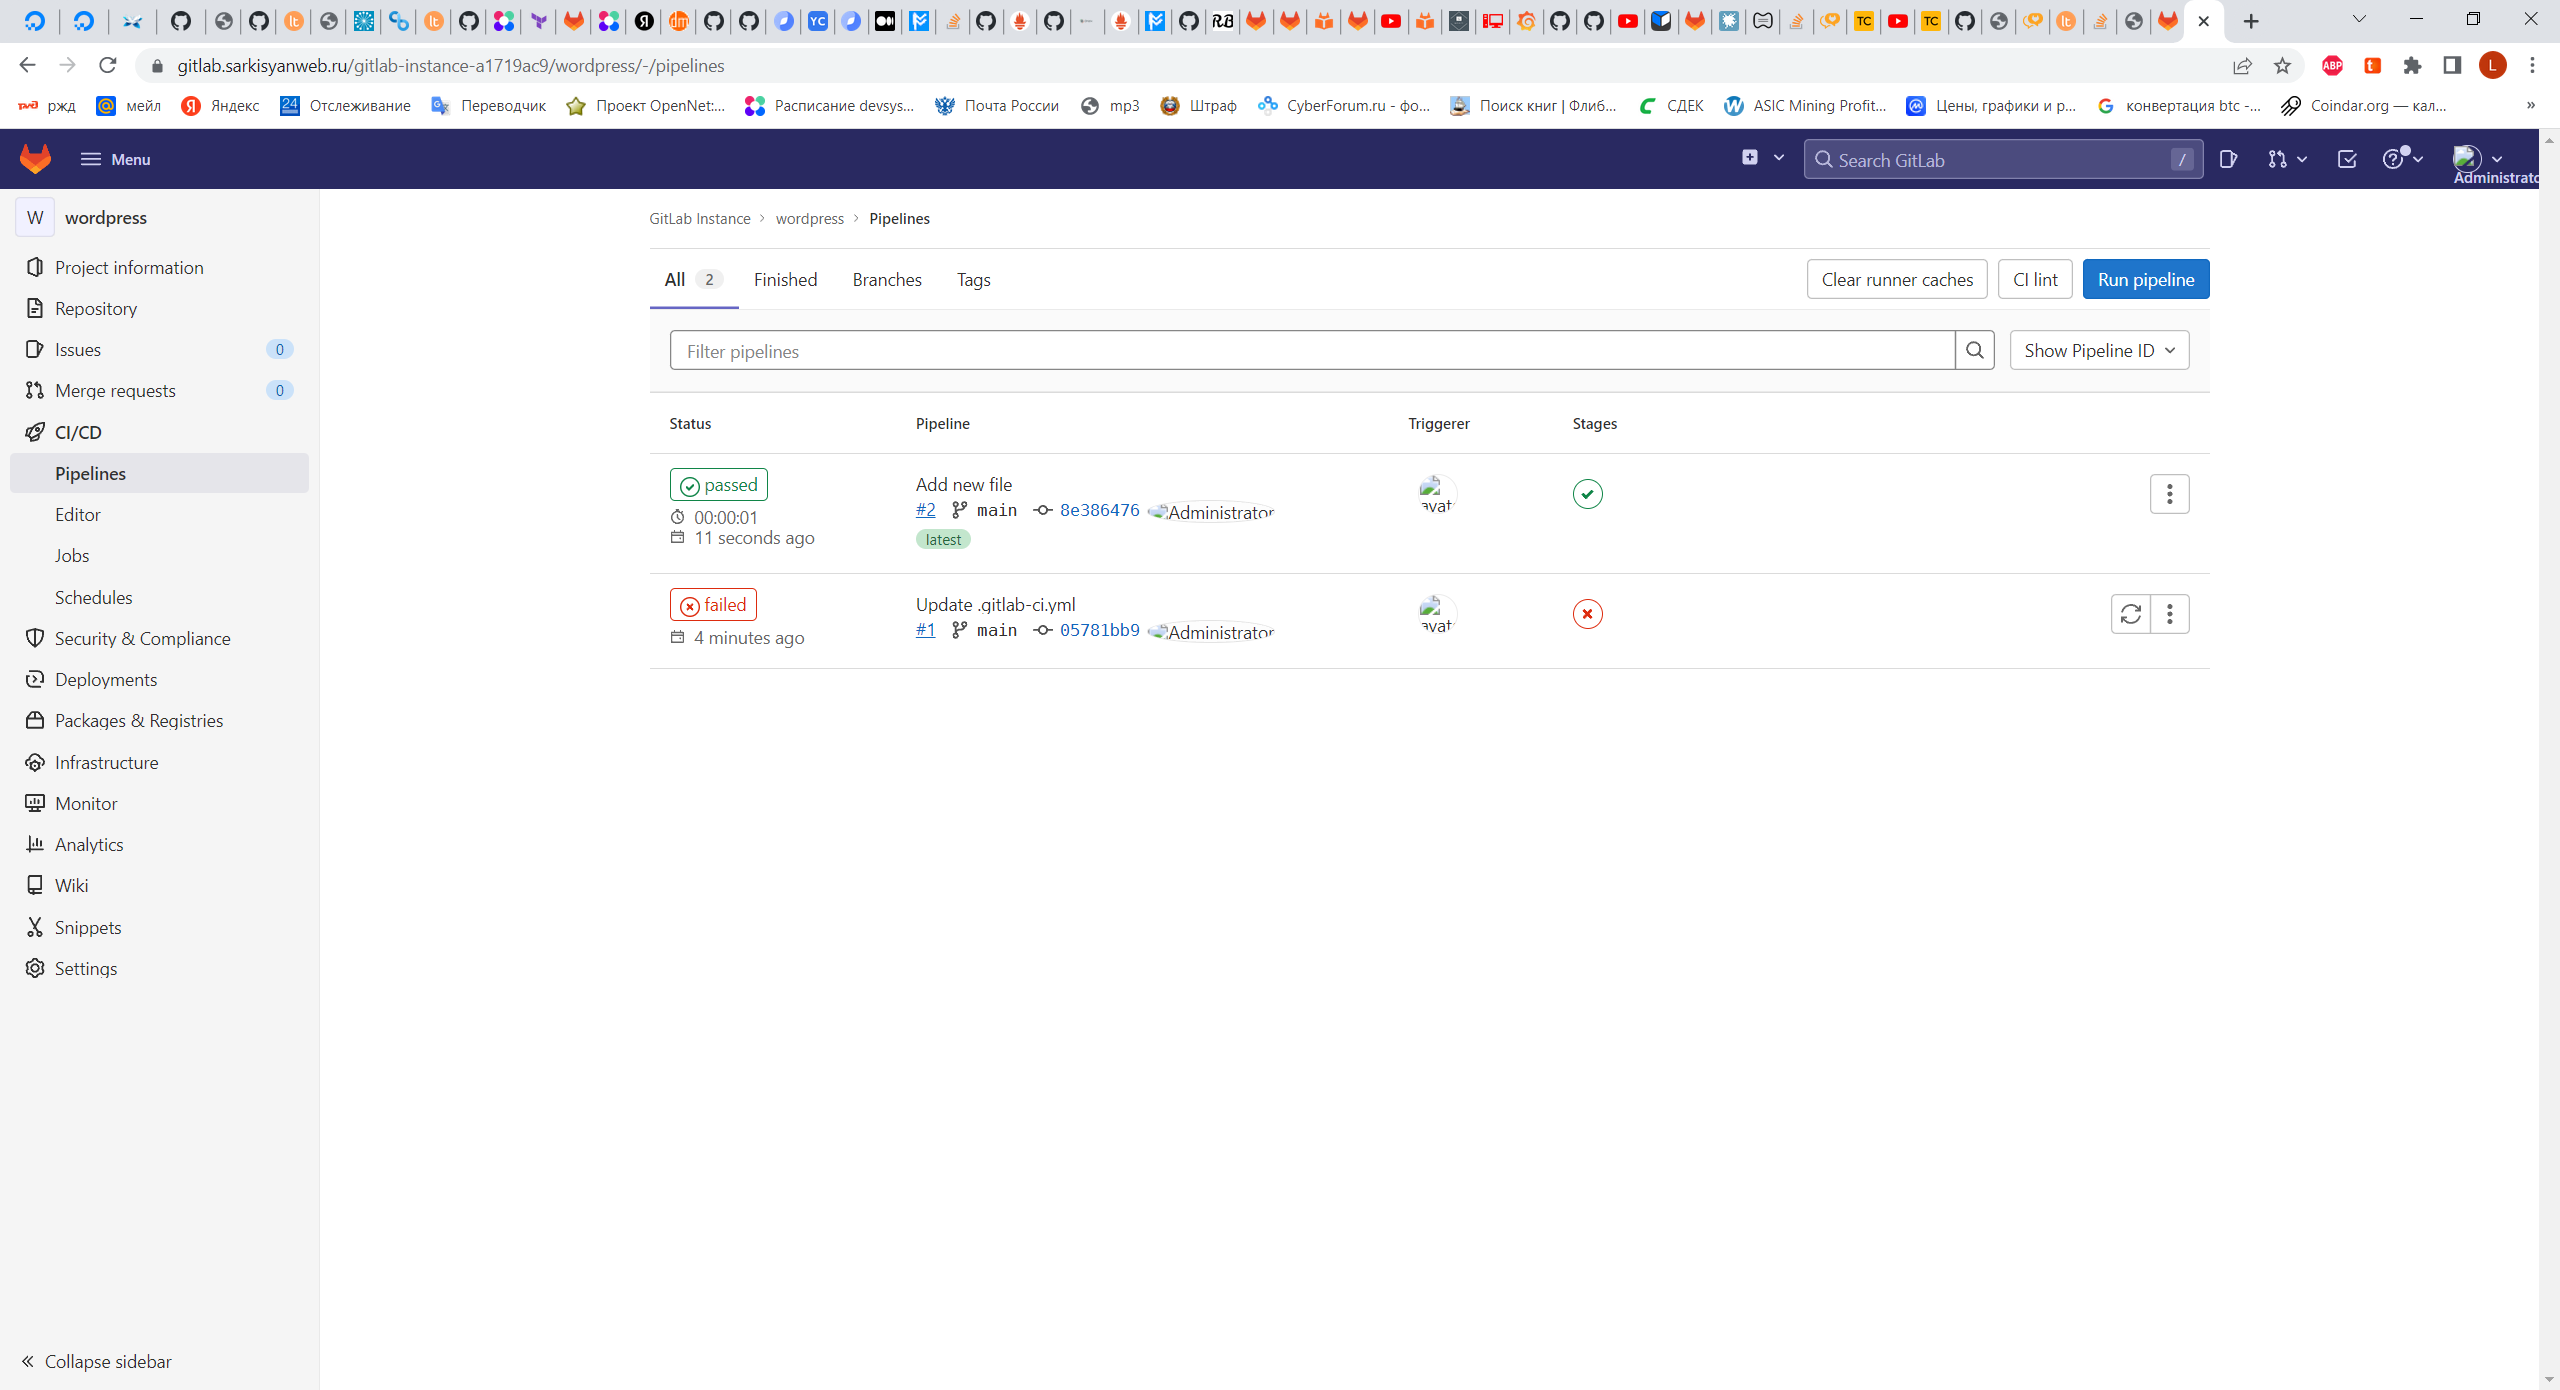 gitlab.sarkisyanweb.ru/gitlab-instance-a1719ac9/wordpress/-/pipelines
ABP
L
ржд
мейл
Яндекс
Отслеживание
Переводчик
Проект OpenNet:...
Расписание devsys...
Почта России
mp3
Штраф
CyberForum.ru - фо...
Поиск книг | Флиб...
СДЕК
ASIC Mining Profit...
Цены, графики и р...
конвертация btc -...
Coindar.org — кал...
»
Menu
Search GitLab
/
Administrato
W wordpress
Project information
Repository
Issues 0
Merge requests 0
CI/CD
Pipelines
Editor
Jobs
Schedules
Security & Compliance
Deployments
Packages & Registries
Infrastructure
Monitor
Analytics
Wiki
Snippets
Settings
Collapse sidebar
GitLab Instance > wordpress > Pipelines
All 2 Finished Branches Tags
Clear runner caches CI lint Run pipeline
Filter pipelines Show Pipeline ID
Status Pipeline Triggerer Stages
passed
00:00:01
11 seconds ago
Add new file
#2 main 8e386476 Administrator
latest
avat
failed
4 minutes ago
Update .gitlab-ci.yml
#1 main 05781bb9 Administrator
avat